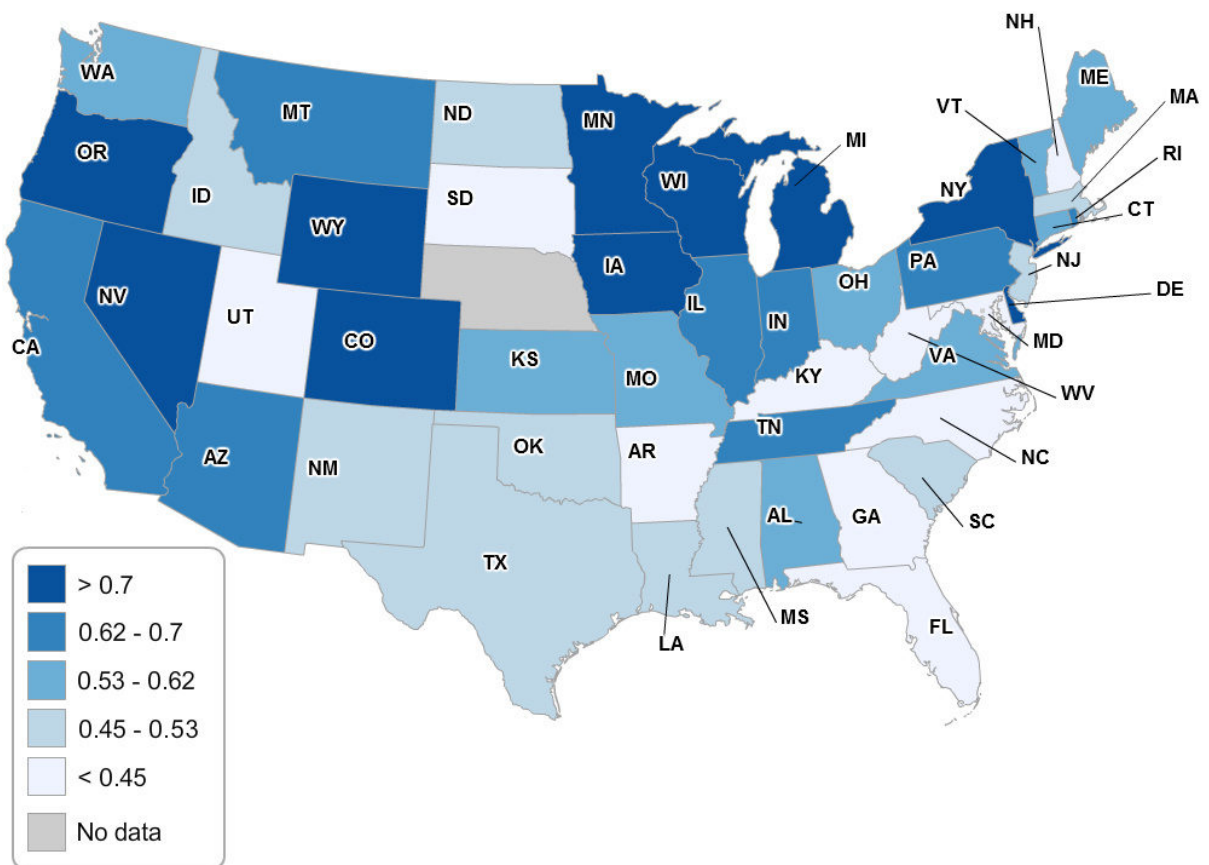 NH
WA
ME
MA
MT
ND
VT
MN
MI
RI
OR
WI
NY
ID
SD
CT
WY
IA
PA
NJ
OH
NV
IL
IN
DE
UT
CA
CO
MD
KS
VA
MO
KY
WV
TN
OK
AR
AZ
NM
NC
AL
GA
SC
TX
MS
FL
LA
> 0.7
0.62 - 0.7
0.53 - 0.62
0.45 - 0.53
< 0.45
No data